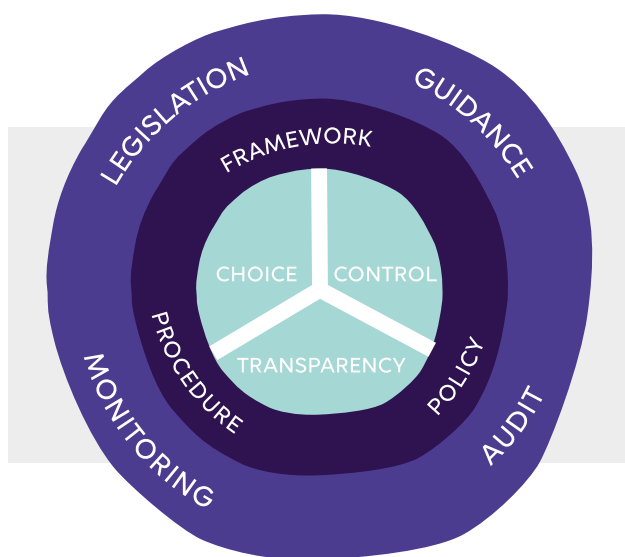 LEGISLATION
GUIDANCE
FRAMEWORK
CHOICE
CONTROL
TRANSPARENCY
PROCEDURE
POLICY
MONITORING
AUDIT